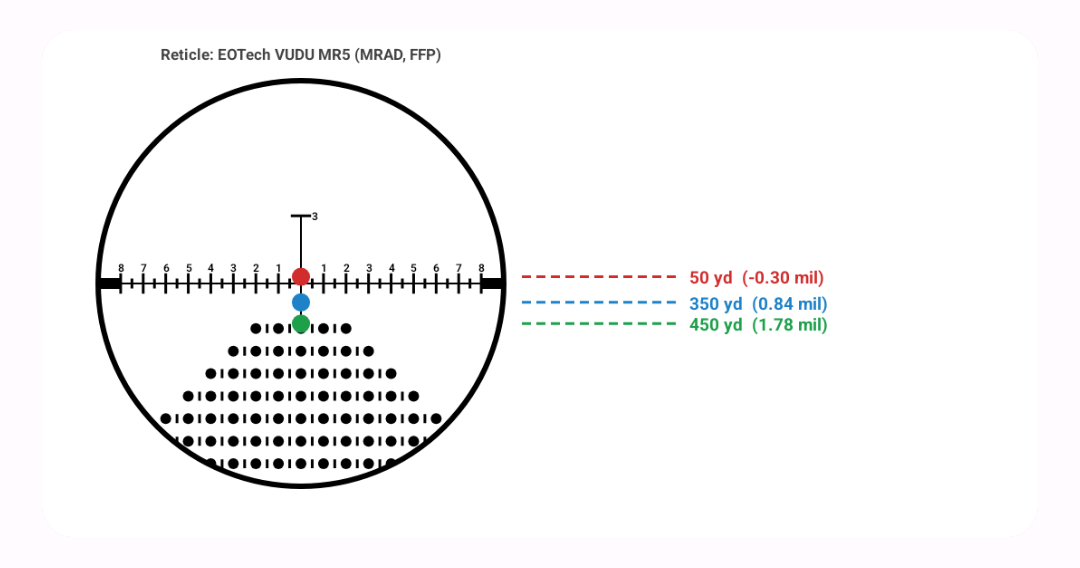 Reticle: EOTech VUDU MR5 (MRAD, FFP)
3
8 7 6 5 4 3 2 1 1 2 3 4 5 6 7 8
50 yd (-0.30 mil)
350 yd (0.84 mil)
450 yd (1.78 mil)